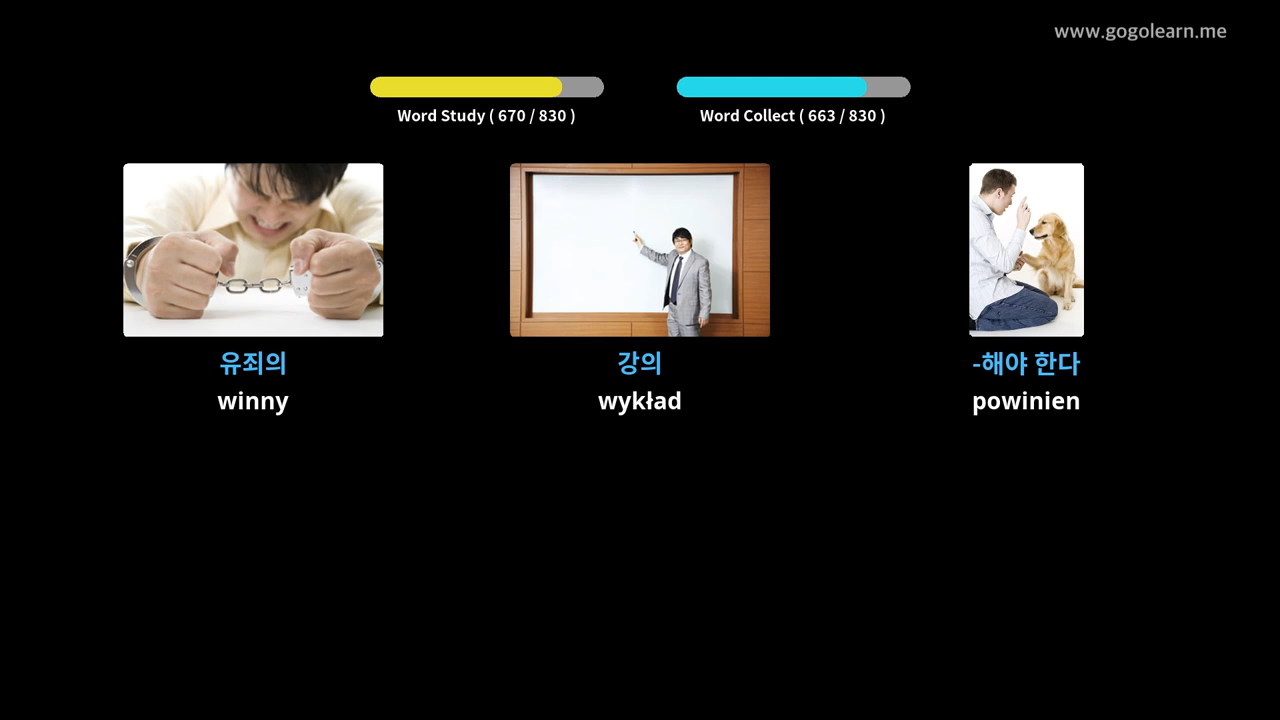 www.gogolearn.me
Word Study ( 670 / 830 )
Word Collect ( 663 / 830 )
유죄의
강의
-해야 한다
winny
wykład
powinien